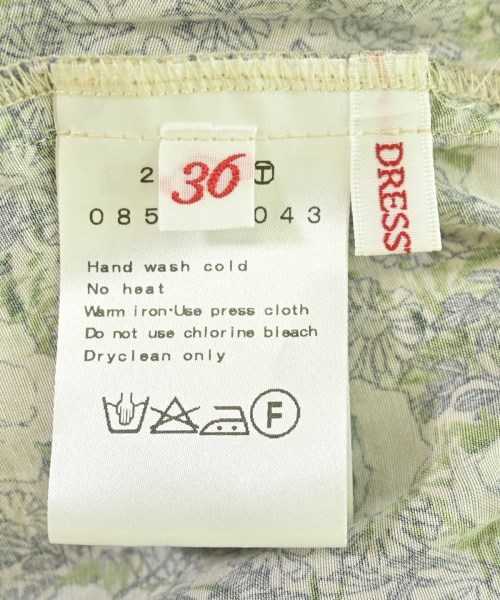 2 36 T
085 043
DRESS
Hand wash cold
No heat
Warm iron·Use press cloth
Do not use chlorine bleach
Dryclean only
F